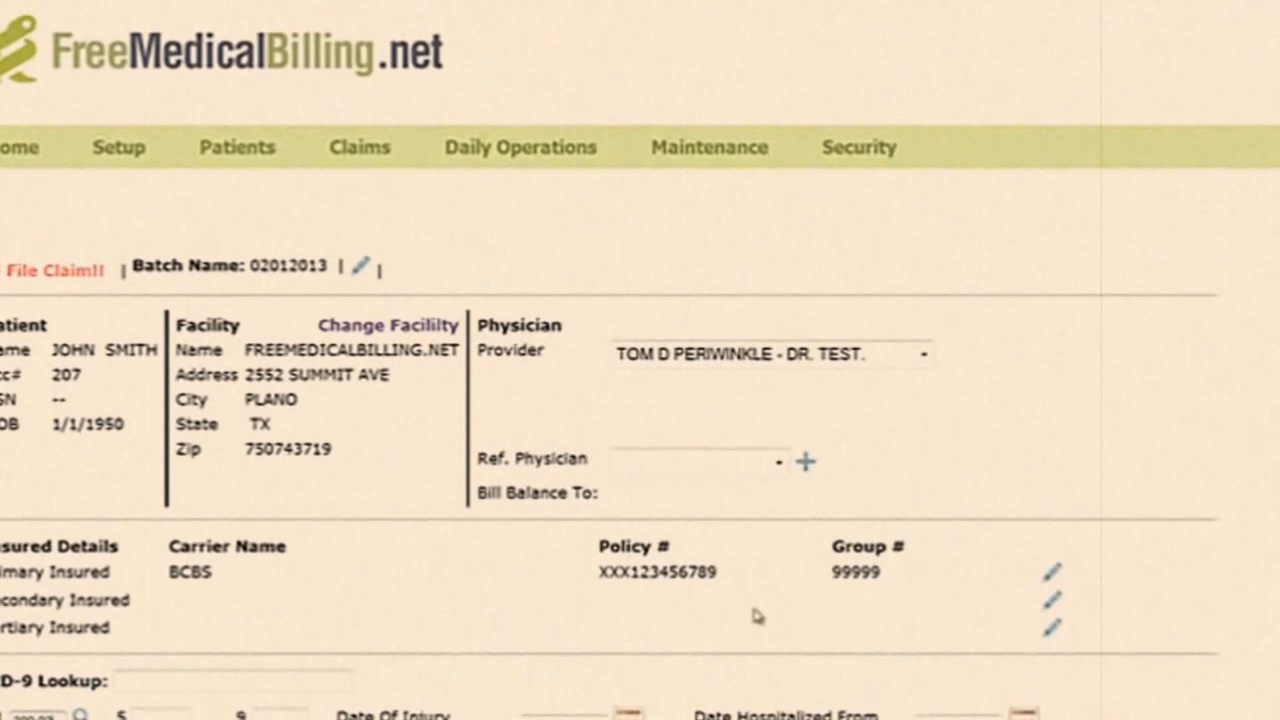 FreeMedicalBilling.net
ome Setup Patients Claims Daily Operations Maintenance Security
File Claim!! | Batch Name: 02012013 | |
atient
ame JOHN SMITH
cc# 207
SN --
OB 1/1/1950
Facility Change Facililty
Name FREEMEDICALBILLING.NET
Address 2552 SUMMIT AVE
City PLANO
State TX
Zip 750743719
Physician
Provider TOM D PERIWINKLE - DR. TEST.
Ref. Physician
Bill Balance To:
sured Details Carrier Name Policy # Group #
imary Insured BCBS XXX123456789 99999
condary Insured
rtiary Insured
D-9 Lookup:
5 9 Date Of Injury Date Hospitalized From